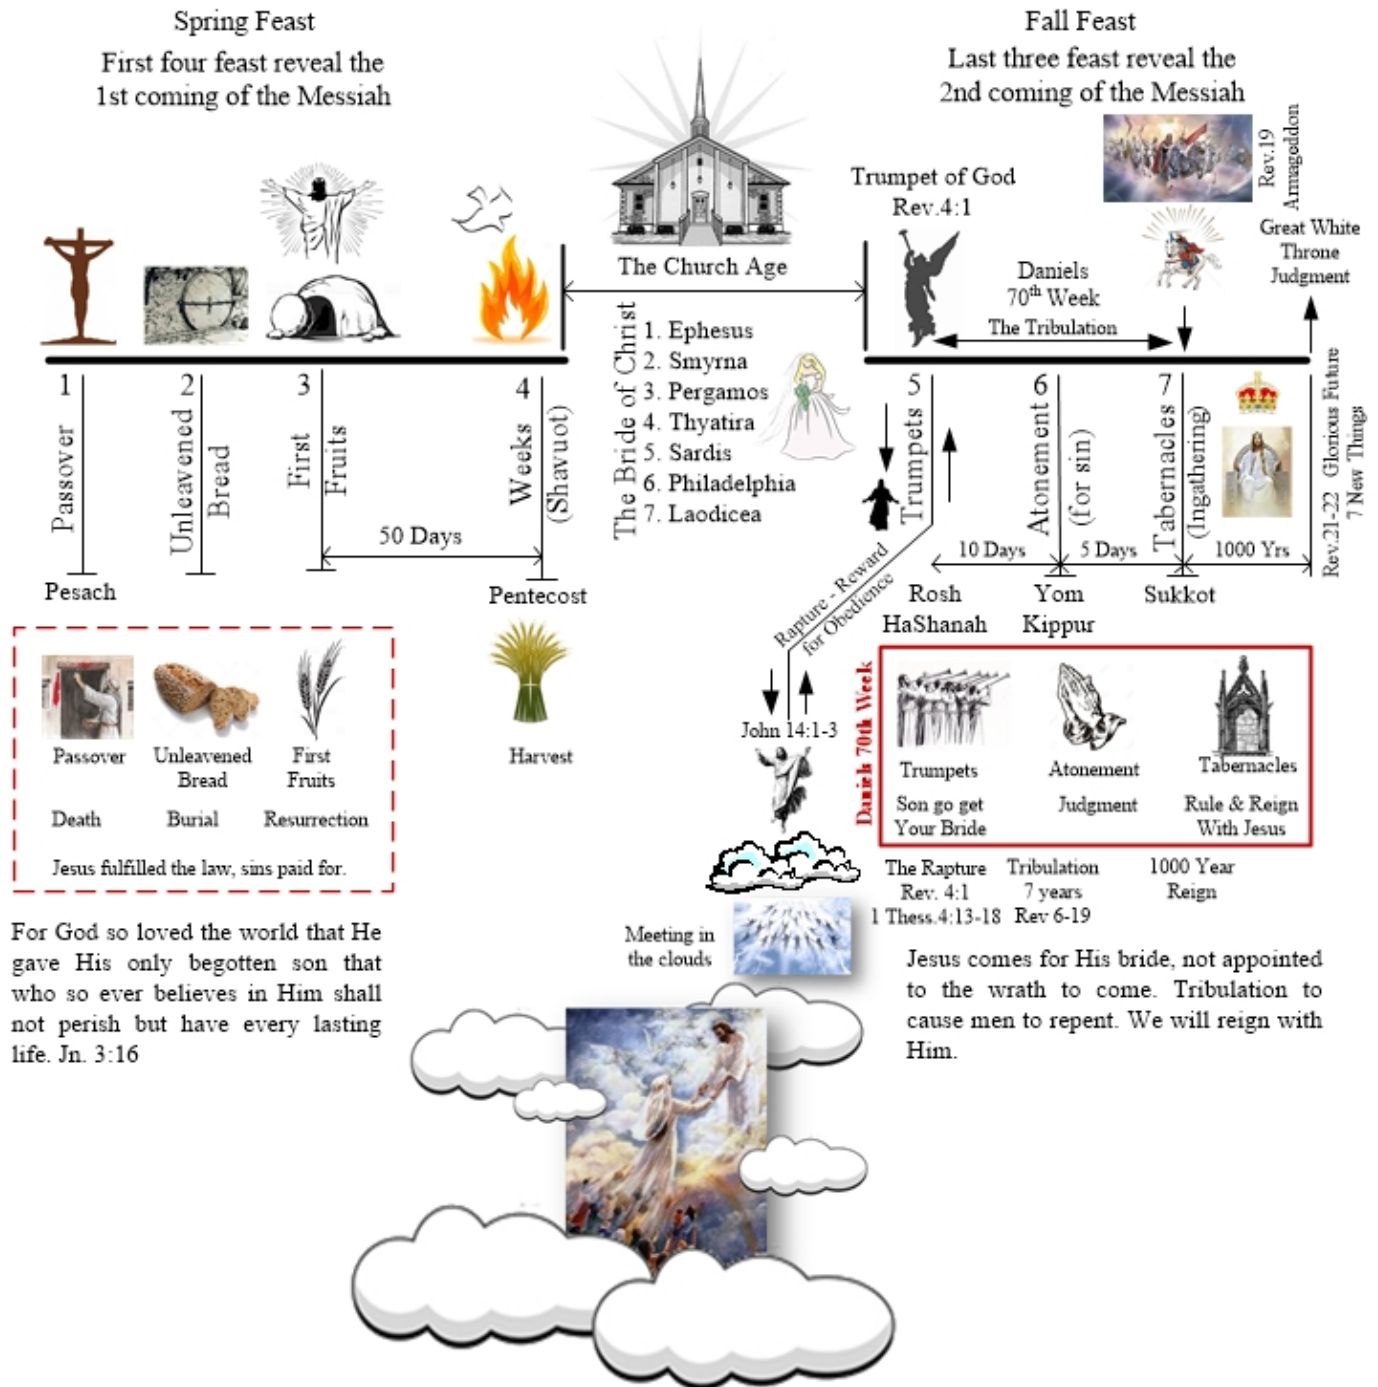 Spring Feast
First four feast reveal the
1st coming of the Messiah
Fall Feast
Last three feast reveal the
2nd coming of the Messiah
The Church Age
Trumpet of God
Rev.4:1
Daniels
70th Week
The Tribulation
Rev.19
Armageddon
Great White
Throne
Judgment
1
Passover
2
Unleavened
Bread
3
First
Fruits
4
Weeks
(Shavuot)
50 Days
Pesach
Pentecost
The Bride of Christ
1. Ephesus
2. Smyrna
3. Pergamos
4. Thyatira
5. Sardis
6. Philadelphia
7. Laodicea
5
Trumpets
6
Atonement
(for sin)
7
Tabernacles
(Ingathering)
Rev.21-22 Glorious Future
7 New Things
10 Days
5 Days
1000 Yrs
Rosh
HaShanah
Yom
Kippur
Sukkot
Rapture - Reward
for Obedience
John 14:1-3
Passover
Unleavened
Bread
First
Fruits
Death
Burial
Resurrection
Jesus fulfilled the law, sins paid for.
Harvest
Daniels 70th Week
Trumpets
Atonement
Tabernacles
Son go get
Your Bride
Judgment
Rule & Reign
With Jesus
The Rapture
Rev. 4:1
1 Thess.4:13-18
Tribulation
7 years
Rev 6-19
1000 Year
Reign
For God so loved the world that He
gave His only begotten son that
who so ever believes in Him shall
not perish but have every lasting
life. Jn. 3:16
Meeting in
the clouds
Jesus comes for His bride, not appointed
to the wrath to come. Tribulation to
cause men to repent. We will reign with
Him.